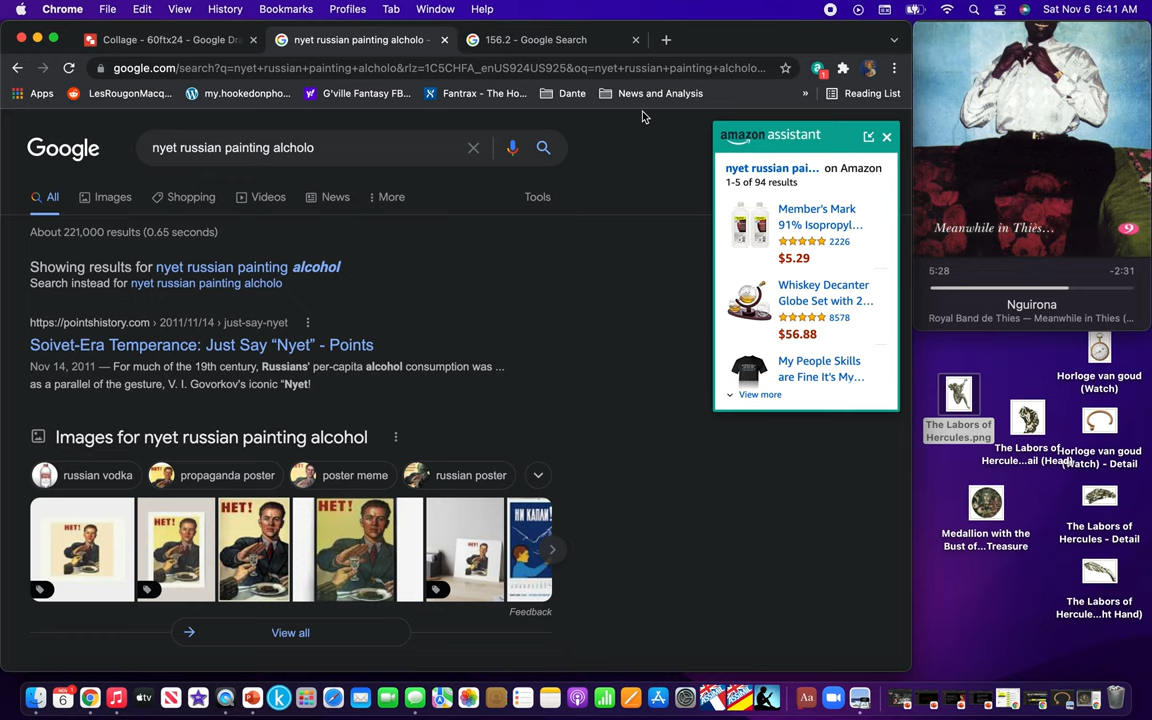 Chrome File Edit View History Bookmarks Profiles Tab Window Help Sat Nov 6 6:41 AM
Collage - 60ftx24 - Google Dra
nyet russian painting alcholo -
156.2 - Google Search
google.com/search?q=nyet+russian+painting+alcholo&rlz=1C5CHFA_enUS924US925&oq=nyet+russian+painting+alcholo...
Apps LesRougonMacq... my.hookedonpho... G'ville Fantasy FB... Fantrax - The Ho... Dante News and Analysis » Reading List
Google
nyet russian painting alcholo
All Images Shopping Videos News More Tools
About 221,000 results (0.65 seconds)
Showing results for nyet russian painting alcohol
Search instead for nyet russian painting alcholo
https://pointshistory.com › 2011/11/14 › just-say-nyet
Soivet-Era Temperance: Just Say “Nyet” - Points
Nov 14, 2011 — For much of the 19th century, Russians' per-capita alcohol consumption was ...
as a parallel of the gesture, V. I. Govorkov's iconic “Nyet!
Images for nyet russian painting alcohol
russian vodka
propaganda poster
poster meme
russian poster
НЕТ!
НЕТ!
НЕТ!
НЕТ!
НЕТ!
НИ КАПЛИ!
Feedback
View all
amazon assistant
nyet russian pai... on Amazon
1-5 of 94 results
Member's Mark
91% Isopropyl...
2226
$5.29
Whiskey Decanter
Globe Set with 2...
8578
$56.88
My People Skills
are Fine It's My...
View more
Meanwhile in Thies...
9
5:28 -2:31
Nguirona
Royal Band de Thies — Meanwhile in Thies (...
Horloge van goud
(Watch)
The Labors of
Hercules.png
The Labors of
Hercule...ail (Head)
Horloge van goud
(Watch) - Detail
Medallion with the
Bust of...Treasure
The Labors of
Hercules - Detail
The Labors of
Hercule...ht Hand)